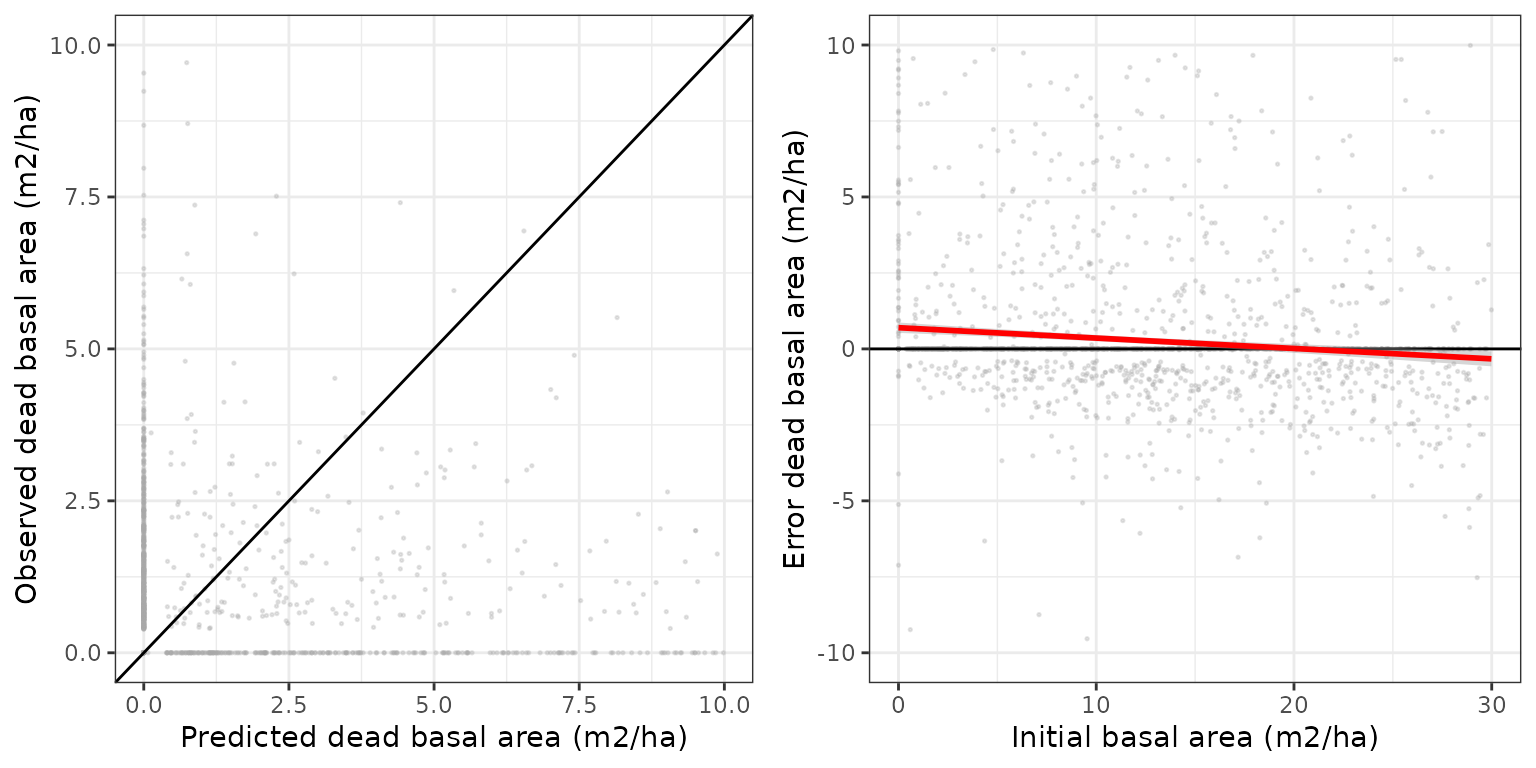 Observed dead basal area (m2/ha)
10.0
7.5
5.0
2.5
0.0
0.0 2.5 5.0 7.5 10.0
Predicted dead basal area (m2/ha)
Error dead basal area (m2/ha)
10
5
0
-5
-10
0 10 20 30
Initial basal area (m2/ha)